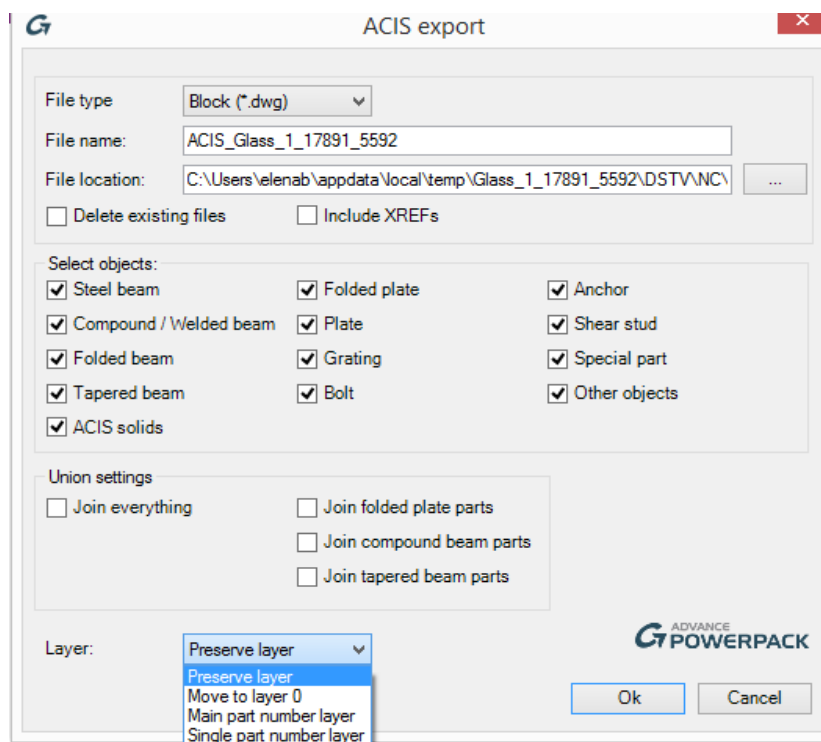 ACIS export
File type Block (*.dwg)
File name: ACIS_Glass_1_17891_5592
File location: C:\Users\elenab\appdata\local\temp\Glass_1_17891_5592\DSTV\NC\ ...
Delete existing files Include XREFs
Select objects:
Steel beam Folded plate Anchor
Compound / Welded beam Plate Shear stud
Folded beam Grating Special part
Tapered beam Bolt Other objects
ACIS solids
Union settings
Join everything Join folded plate parts
Join compound beam parts
Join tapered beam parts
ADVANCE
POWERPACK
Layer: Preserve layer
Preserve layer
Move to layer 0
Main part number layer
Single part number layer
Ok Cancel